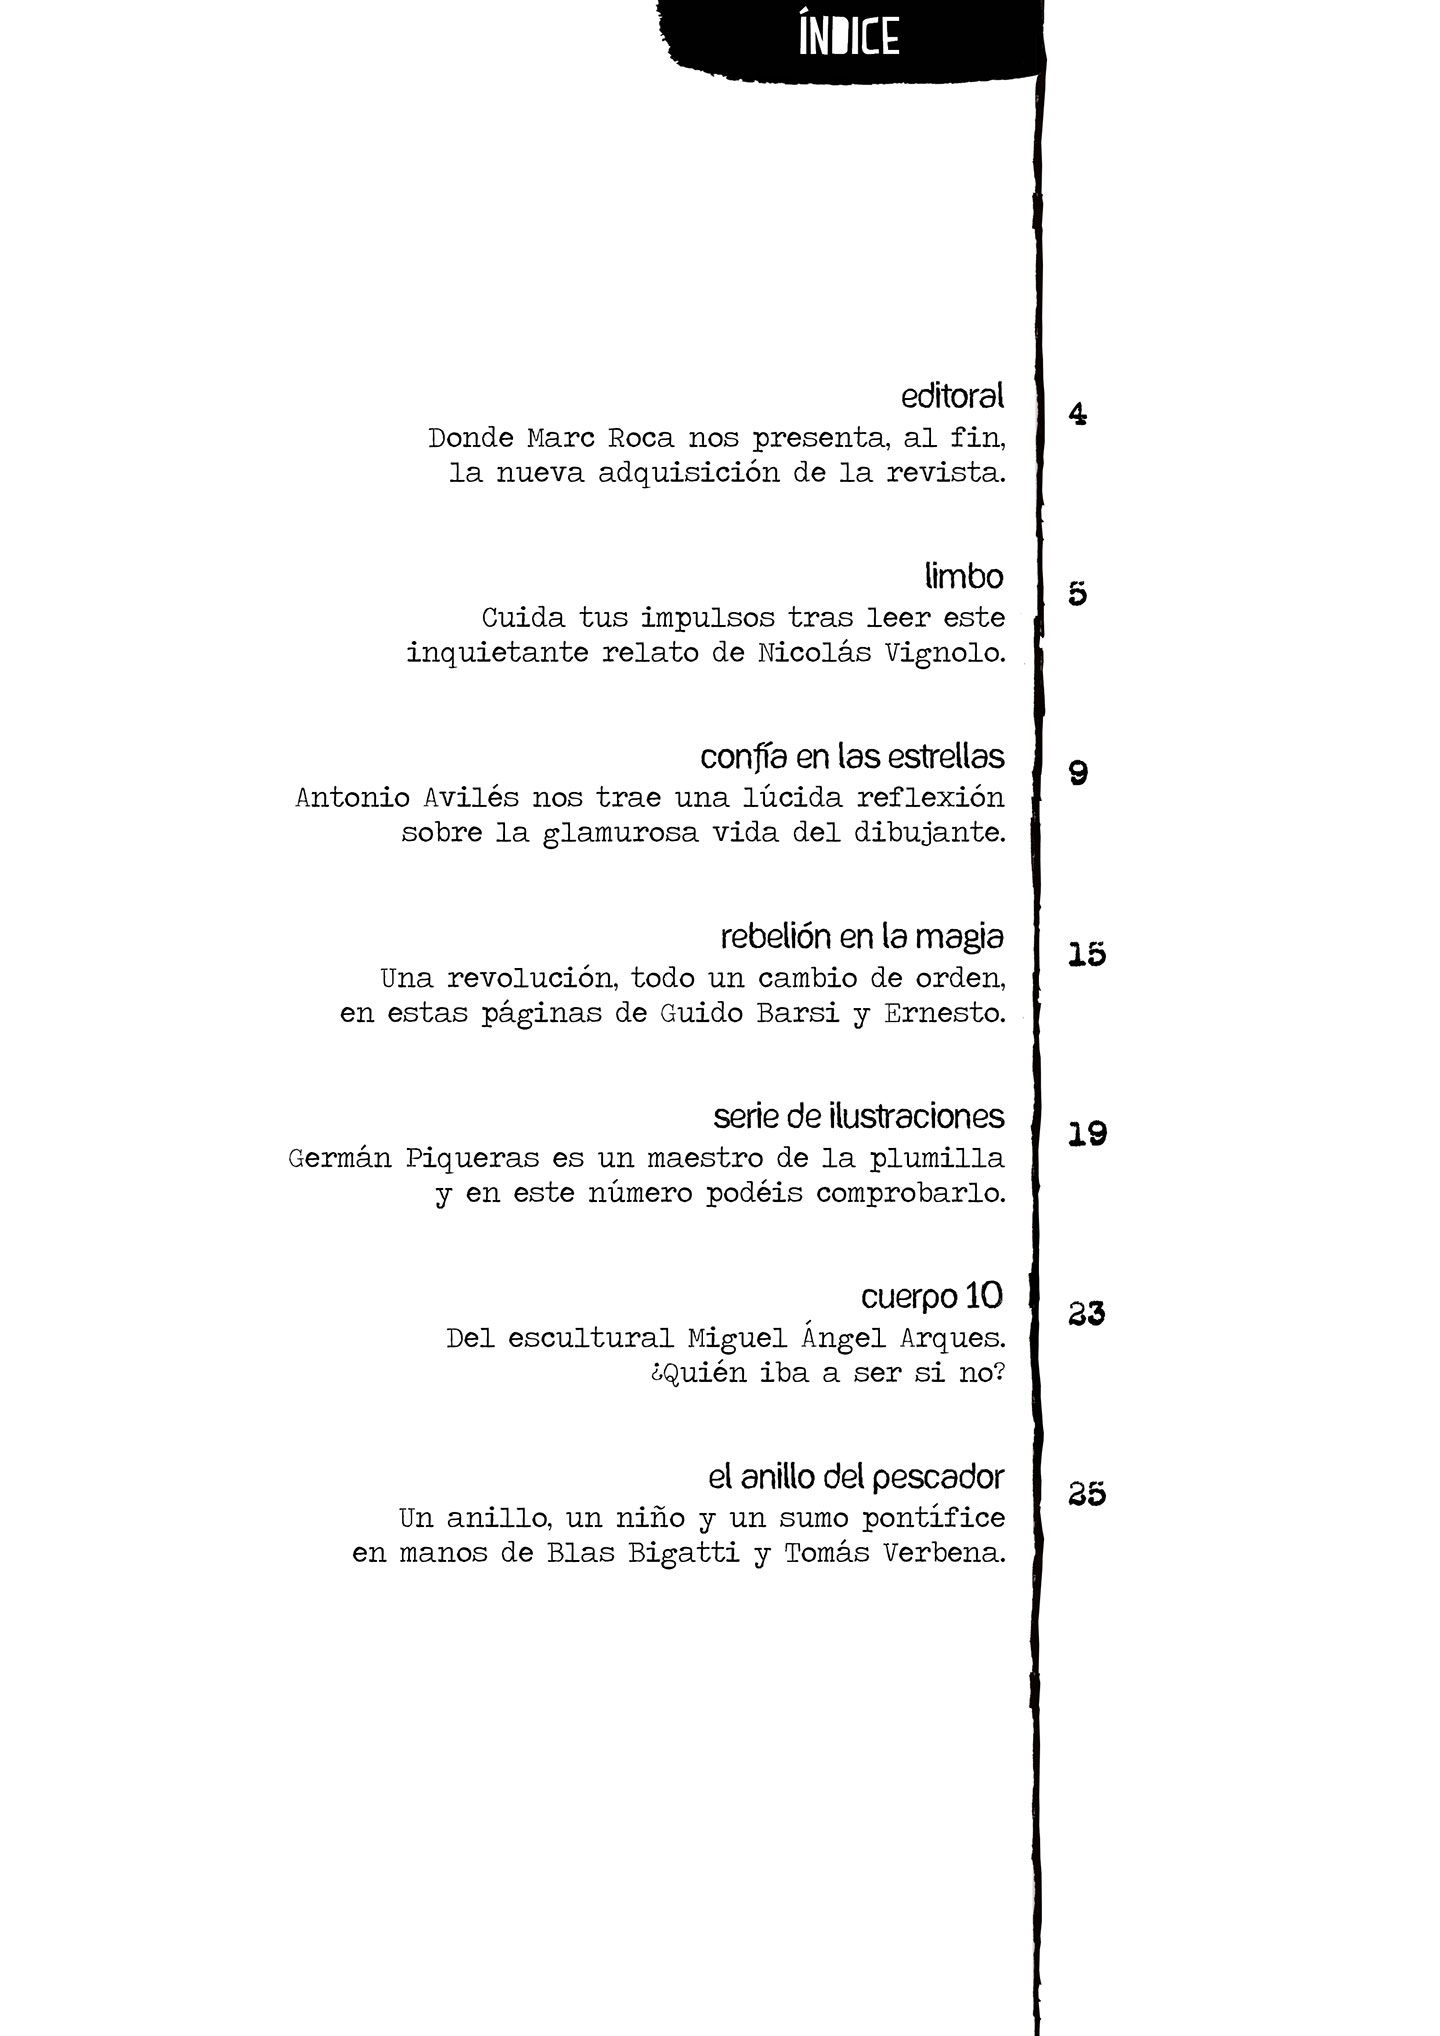 ÍNDICE
editoral
4
Donde Marc Roca nos presenta, al fin,
la nueva adquisición de la revista.
limbo
5
Cuida tus impulsos tras leer este
inquietante relato de Nicolás Vignolo.
confía en las estrellas
9
Antonio Avilés nos trae una lúcida reflexión
sobre la glamurosa vida del dibujante.
rebelión en la magia
15
Una revolución, todo un cambio de orden,
en estas páginas de Guido Barsi y Ernesto.
serie de ilustraciones
19
Germán Piqueras es un maestro de la plumilla
y en este número podéis comprobarlo.
cuerpo 10
23
Del escultural Miguel Ángel Arques.
¿Quién iba a ser si no?
el anillo del pescador
25
Un anillo, un niño y un sumo pontífice
en manos de Blas Bigatti y Tomás Verbena.